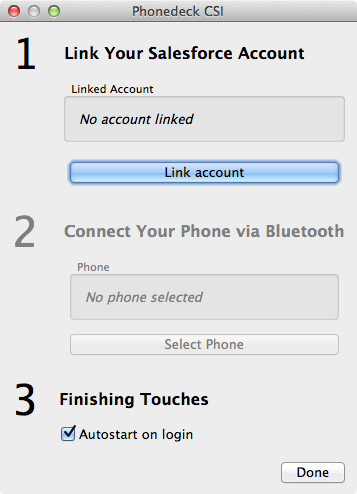 Phonedeck CSI
1 Link Your Salesforce Account
Linked Account
No account linked
Link account
2 Connect Your Phone via Bluetooth
Phone
No phone selected
Select Phone
3 Finishing Touches
Autostart on login
Done